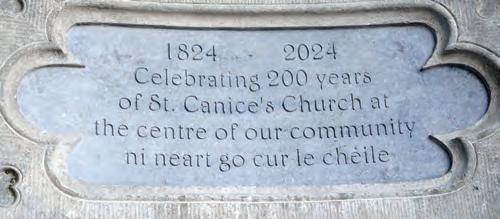 1824 - 2024
Celebrating 200 years
of St. Canice's Church at
the centre of our community
ni neart go cur le chéile